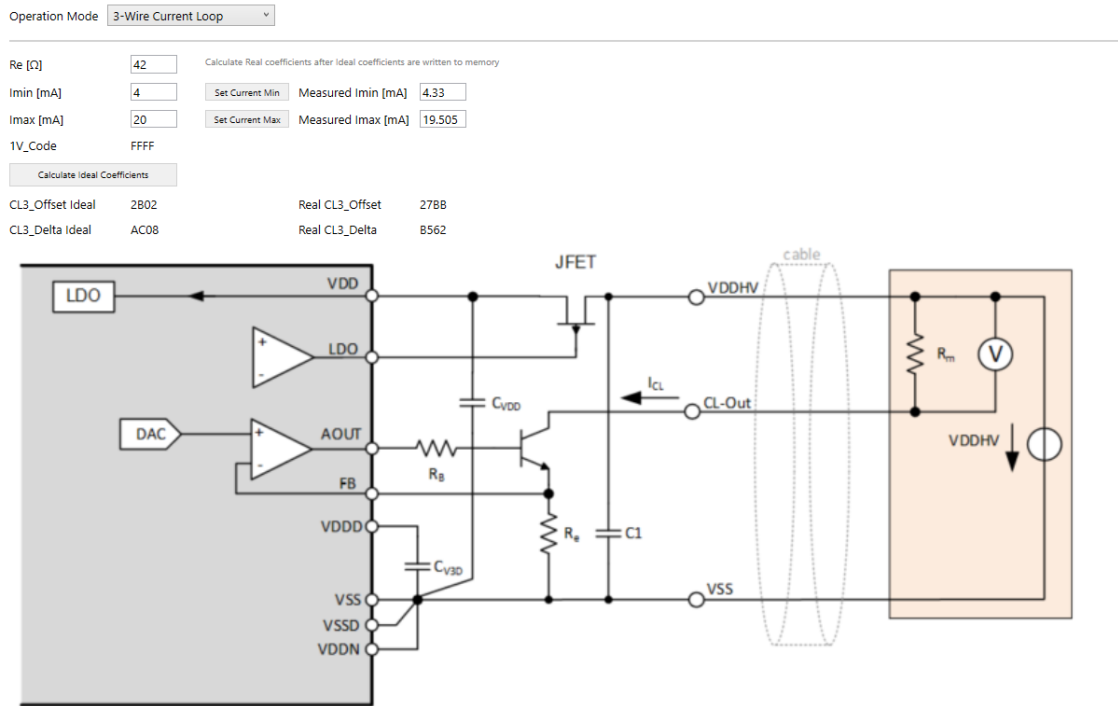 Operation Mode 3-Wire Current Loop
Re [Ω] 42 Calculate Real coefficients after Ideal coefficients are written to memory
Imin [mA] 4 Set Current Min Measured Imin [mA] 4.33
Imax [mA] 20 Set Current Max Measured Imax [mA] 19.505
1V_Code FFFF
Calculate Ideal Coefficients
CL3_Offset Ideal 2B02 Real CL3_Offset 27BB
CL3_Delta Ideal AC08 Real CL3_Delta B562
cable
JFET
VDD
LDO
VDDHV
LDO
Rm
V
ICL
CVDD
CL-Out
DAC
AOUT
VDDHV
RB
FB
VDDD
Re
C1
CV3D
VSS
VSS
VSSD
VDDN
+
-
+
-